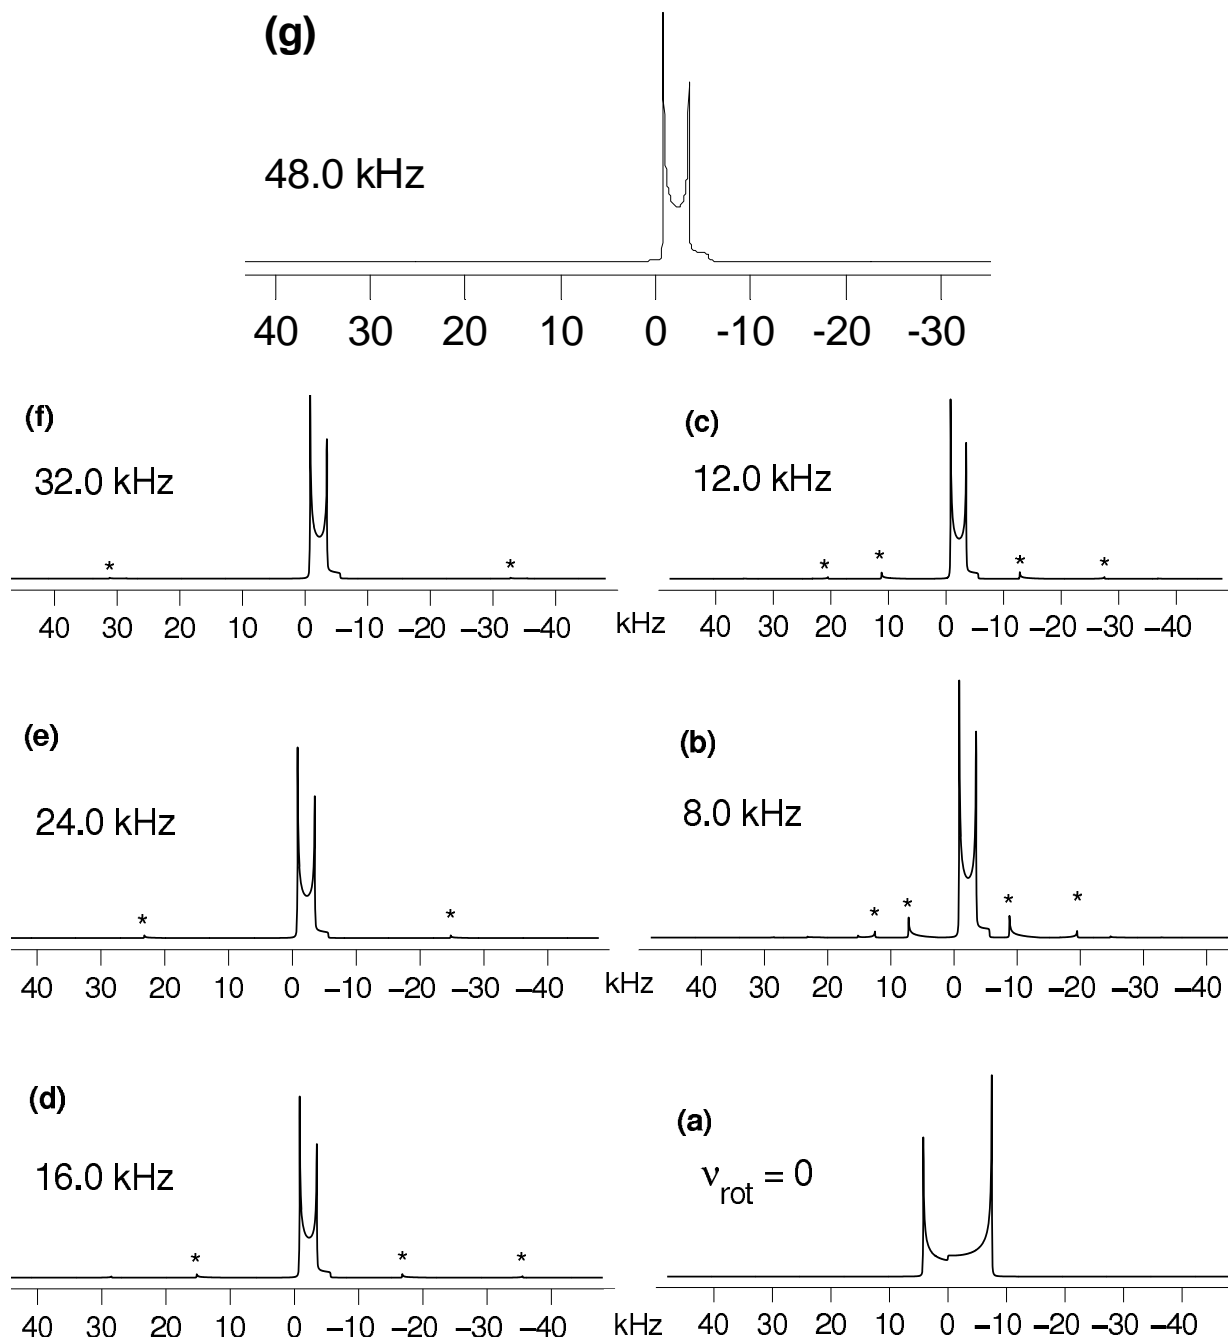 (g)
48.0 kHz
40 30 20 10 0 -10 -20 -30
(f)
32.0 kHz
* *
40 30 20 10 0 –10 –20 –30 –40 kHz
(c)
12.0 kHz
* * * *
40 30 20 10 0 –10 –20 –30 –40
(e)
24.0 kHz
* *
40 30 20 10 0 –10 –20 –30 –40 kHz
(b)
8.0 kHz
* * * *
40 30 20 10 0 –10 –20 –30 –40
(d)
16.0 kHz
* * *
40 30 20 10 0 –10 –20 –30 –40 kHz
(a)
νrot = 0
40 30 20 10 0 –10 –20 –30 –40